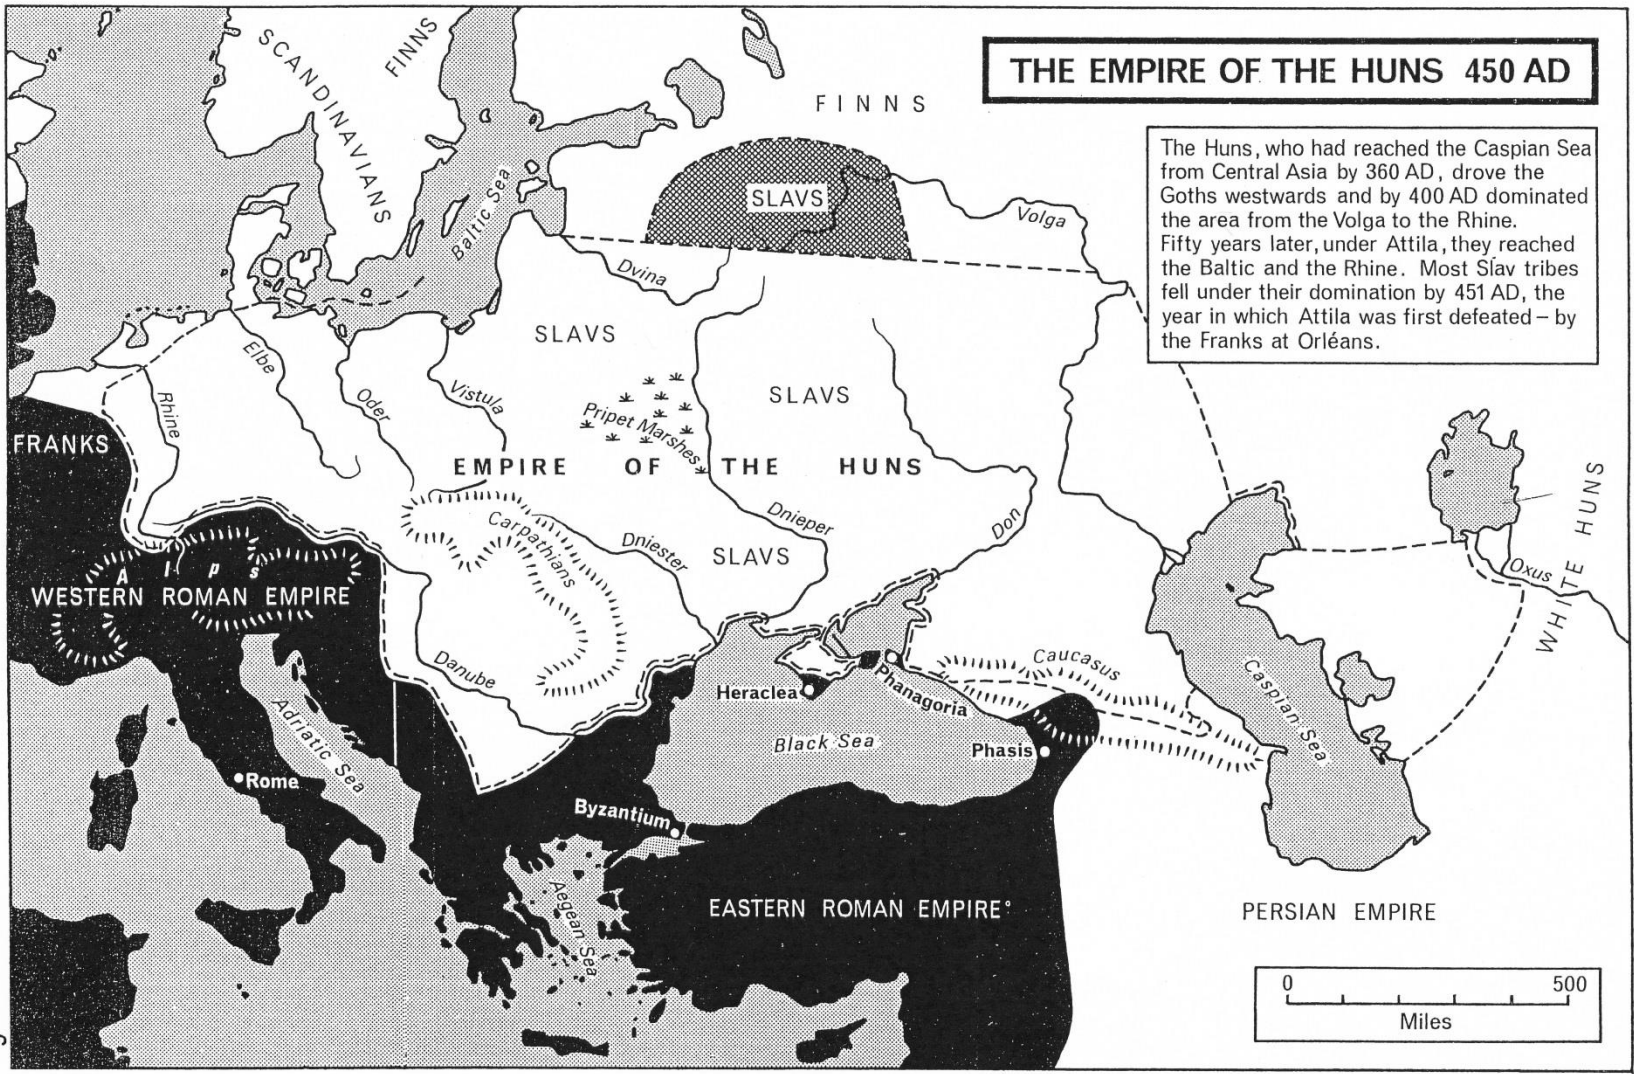 THE EMPIRE OF THE HUNS 450 AD
The Huns, who had reached the Caspian Sea
from Central Asia by 360 AD, drove the
Goths westwards and by 400 AD dominated
the area from the Volga to the Rhine.
Fifty years later, under Attila, they reached
the Baltic and the Rhine. Most Slav tribes
fell under their domination by 451 AD, the
year in which Attila was first defeated – by
the Franks at Orléans.
SCANDINAVIANS
FINNS
FINNS
SLAVS
Baltic Sea
Volga
Dvina
SLAVS
Elbe
Rhine
Oder
Vistula
SLAVS
Pripet Marshes
FRANKS
EMPIRE OF THE HUNS
Carpathians
Dnieper
Don
Dniester
SLAVS
WHITE HUNS
Oxus
Alps
WESTERN ROMAN EMPIRE
Danube
Caucasus
Heraclea
Phanagoria
Caspian Sea
Adriatic Sea
Black Sea
Phasis
Rome
Byzantium
Aegean Sea
EASTERN ROMAN EMPIRE
PERSIAN EMPIRE
0 500
Miles